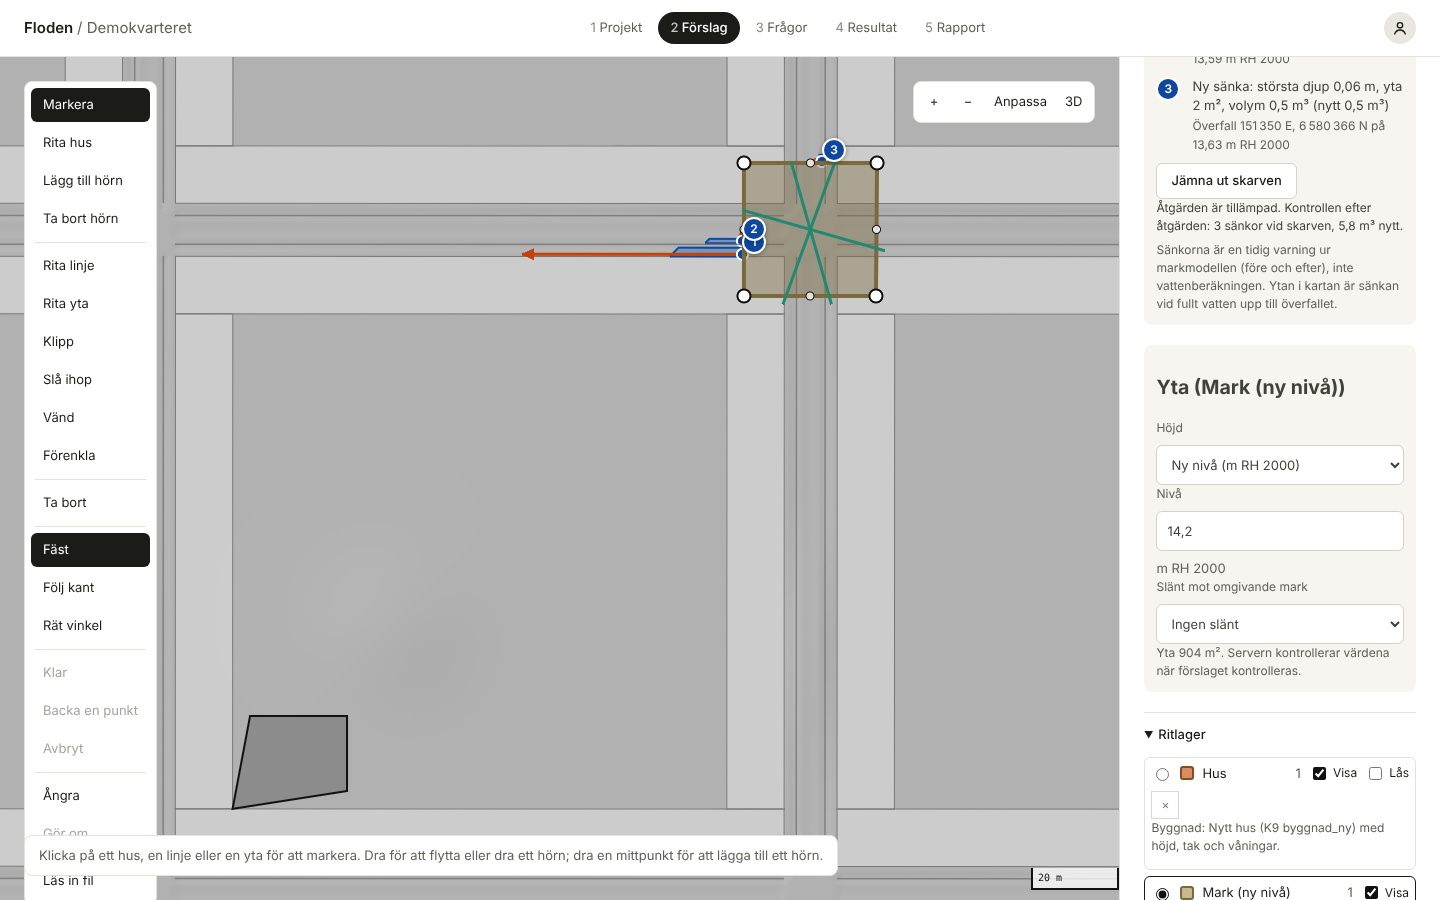 Floden / Demokvarteret
1 Projekt
2 Förslag
3 Frågor
4 Resultat
5 Rapport
Markera
Rita hus
Lägg till hörn
Ta bort hörn
Rita linje
Rita yta
Klipp
Slå ihop
Vänd
Förenkla
Ta bort
Fäst
Följ kant
Rät vinkel
Klar
Backa en punkt
Avbryt
Ångra
Gör om
Läs in fil
+
−
Anpassa
3D
3
2
1
Klicka på ett hus, en linje eller en yta för att markera. Dra för att flytta eller dra ett hörn; dra en mittpunkt för att lägga till ett hörn.
20 m
13,59 m RH 2000
3
Ny sänka: största djup 0,06 m, yta
2 m², volym 0,5 m³ (nytt 0,5 m³)
Överfall 151 350 E, 6 580 366 N på
13,63 m RH 2000
Jämna ut skarven
Åtgärden är tillämpad. Kontrollen efter
åtgärden: 3 sänkor vid skarven, 5,8 m³ nytt.
Sänkorna är en tidig varning ur
markmodellen (före och efter), inte
vattenberäkningen. Ytan i kartan är sänkan
vid fullt vatten upp till överfallet.
Yta (Mark (ny nivå))
Höjd
Ny nivå (m RH 2000)
Nivå
14,2
m RH 2000
Slänt mot omgivande mark
Ingen slänt
Yta 904 m². Servern kontrollerar värdena
när förslaget kontrolleras.
▼ Ritlager
Hus
1
Visa
Lås
×
Byggnad: Nytt hus (K9 byggnad_ny) med
höjd, tak och våningar.
Mark (ny nivå)
1
Visa